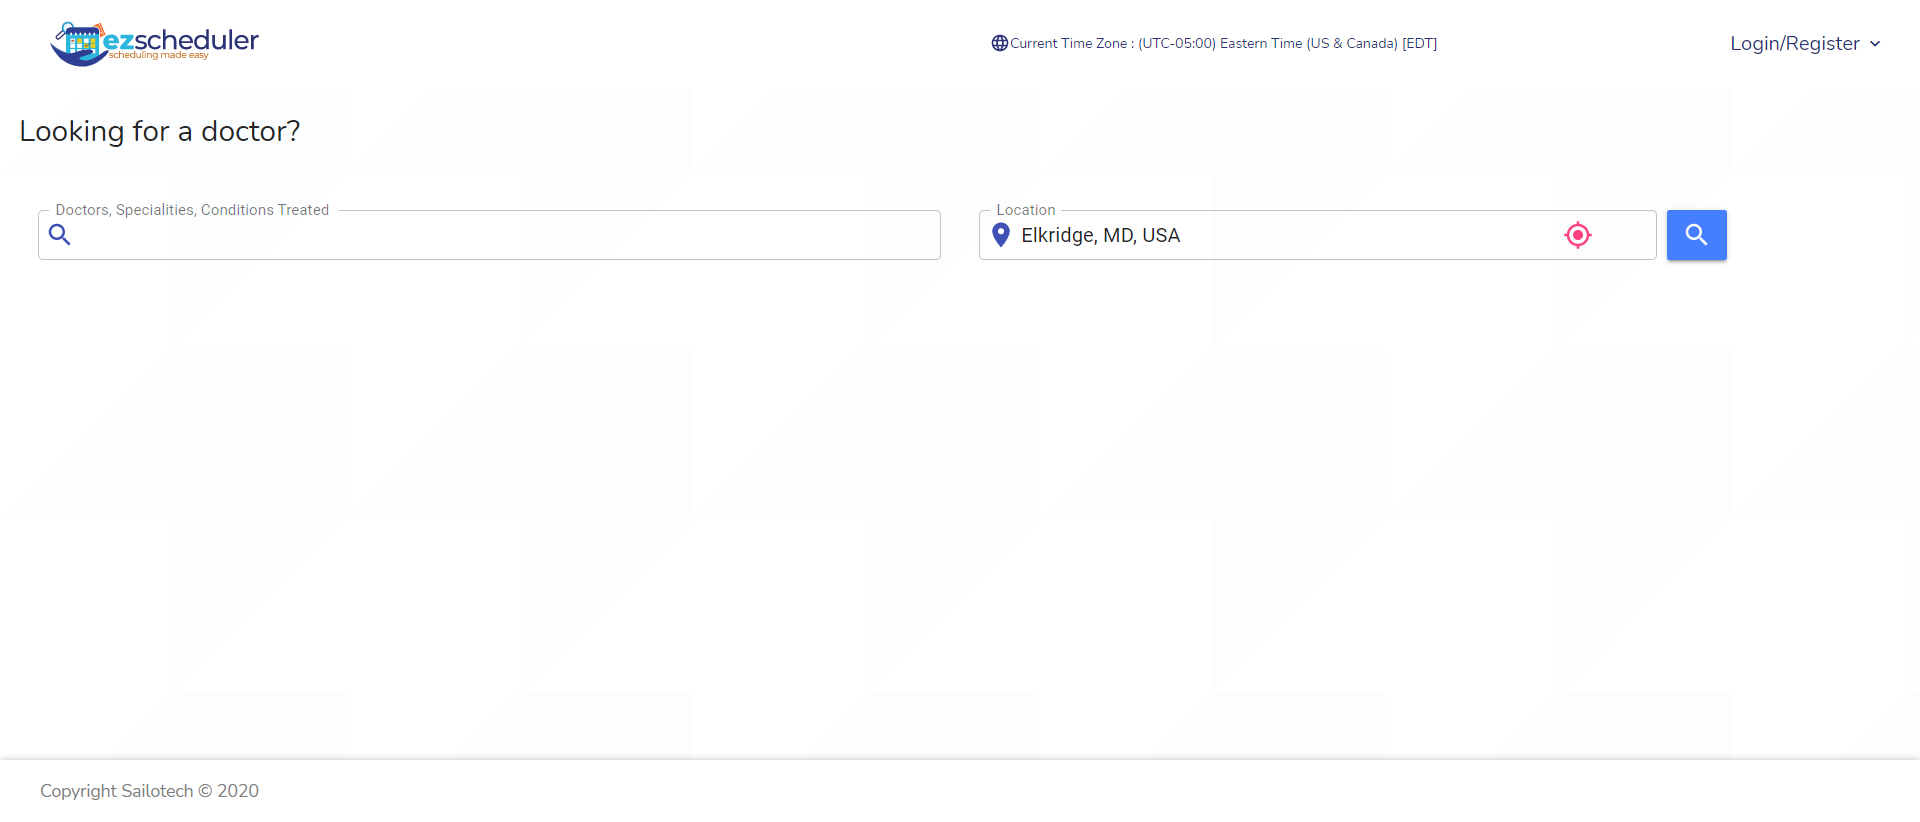 ezscheduler
scheduling made easy
Current Time Zone : (UTC-05:00) Eastern Time (US & Canada) [EDT]
Login/Register
Looking for a doctor?
Doctors, Specialities, Conditions Treated
Location
Elkridge, MD, USA
Copyright Sailotech © 2020